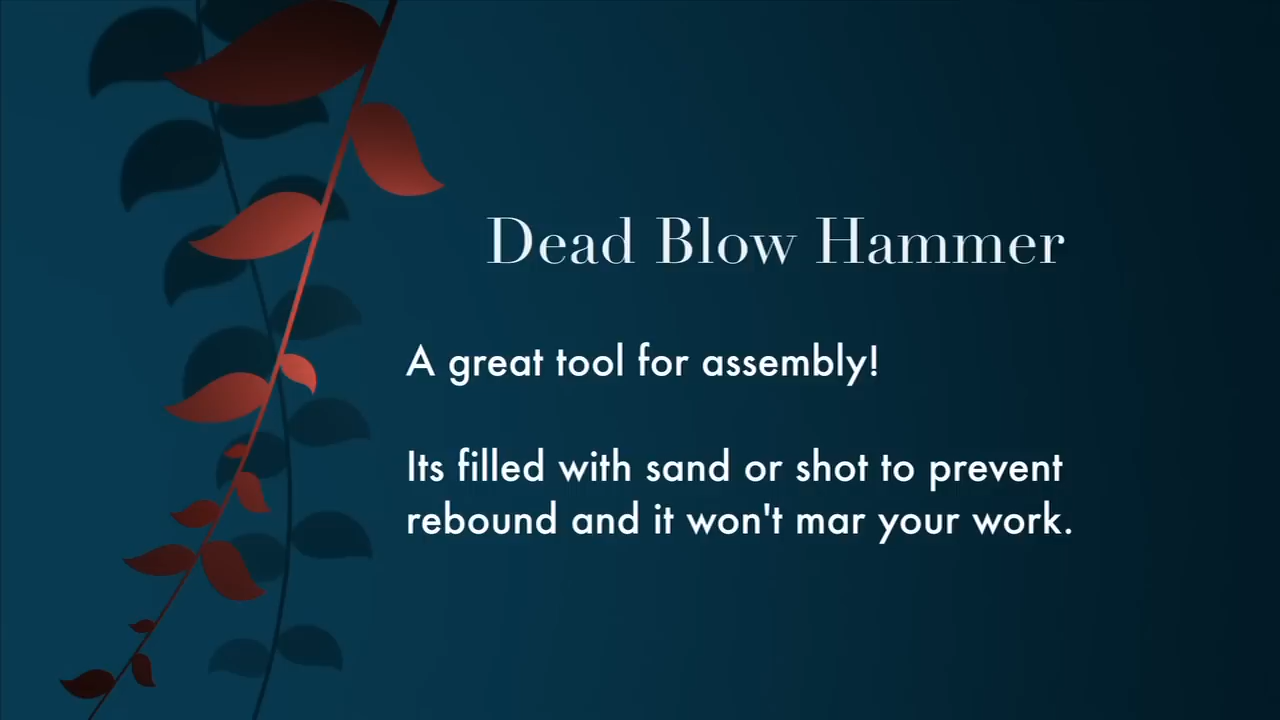 Dead Blow Hammer
A great tool for assembly!
Its filled with sand or shot to prevent
rebound and it won't mar your work.